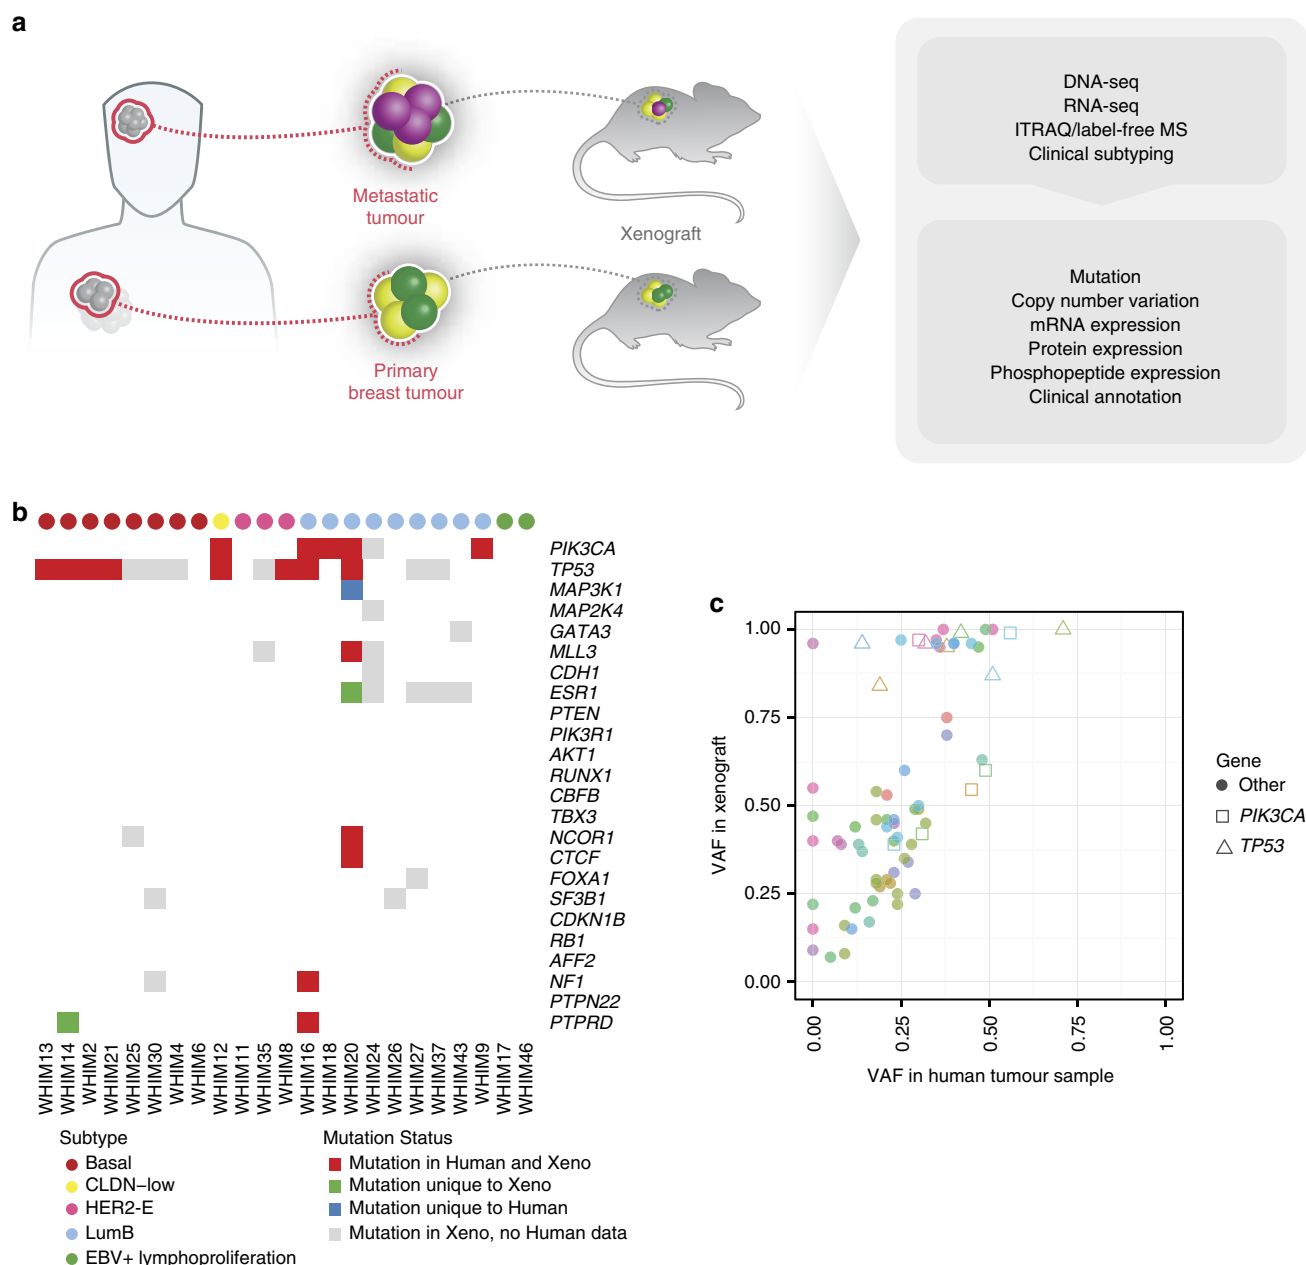 a
Metastatic
tumour
Xenograft
Primary
breast tumour
DNA-seq
RNA-seq
ITRAQ/label-free MS
Clinical subtyping
Mutation
Copy number variation
mRNA expression
Protein expression
Phosphopeptide expression
Clinical annotation
b
PIK3CA
TP53
MAP3K1
MAP2K4
GATA3
MLL3
CDH1
ESR1
PTEN
PIK3R1
AKT1
RUNX1
CBFB
TBX3
NCOR1
CTCF
FOXA1
SF3B1
CDKN1B
RB1
AFF2
NF1
PTPN22
PTPRD
WHIM13
WHIM14
WHIM2
WHIM21
WHIM25
WHIM30
WHIM4
WHIM6
WHIM12
WHIM11
WHIM35
WHIM8
WHIM16
WHIM18
WHIM20
WHIM24
WHIM26
WHIM27
WHIM37
WHIM43
WHIM9
WHIM17
WHIM46
Subtype
Basal
CLDN–low
HER2-E
LumB
EBV+ lymphoproliferation
Mutation Status
Mutation in Human and Xeno
Mutation unique to Xeno
Mutation unique to Human
Mutation in Xeno, no Human data
c
VAF in xenograft
1.00
0.75
0.50
0.25
0.00
0.00
0.25
0.50
0.75
1.00
VAF in human tumour sample
Gene
Other
PIK3CA
TP53